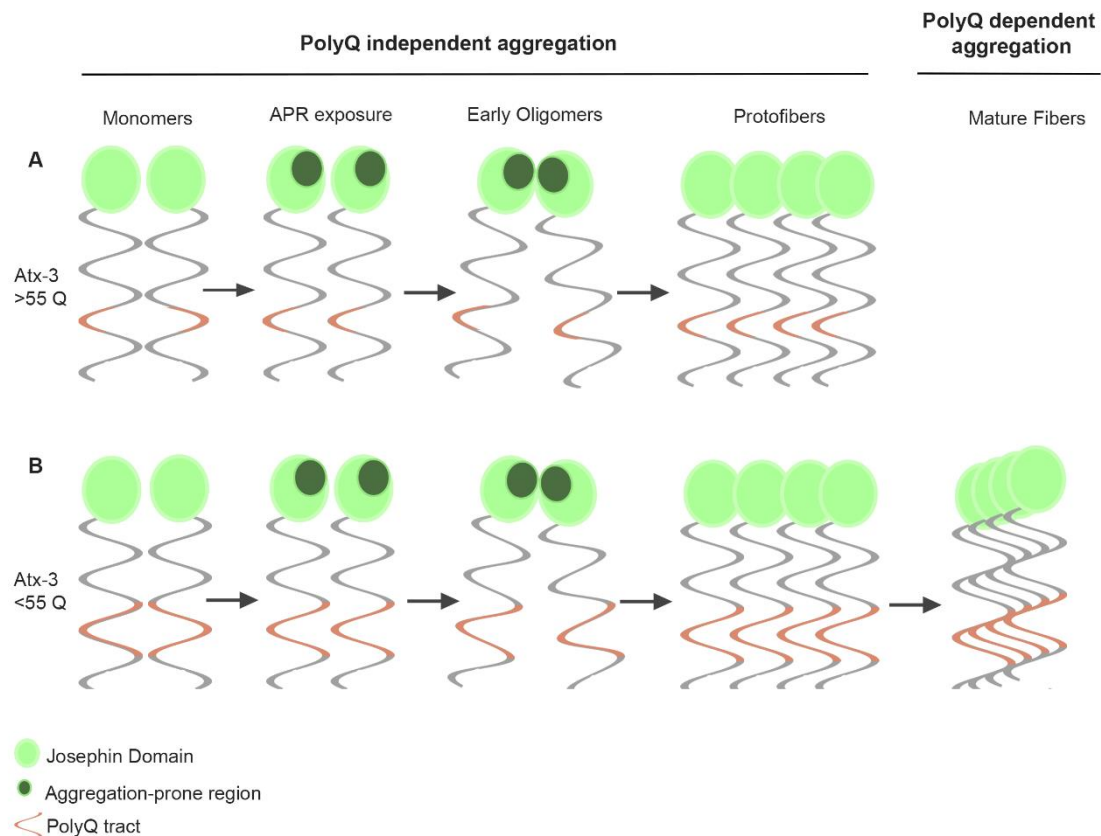 PolyQ independent aggregation
PolyQ dependent
aggregation
Monomers
APR exposure
Early Oligomers
Protofibers
Mature Fibers
A
Atx-3
>55 Q
B
Atx-3
<55 Q
Josephin Domain
Aggregation-prone region
PolyQ tract